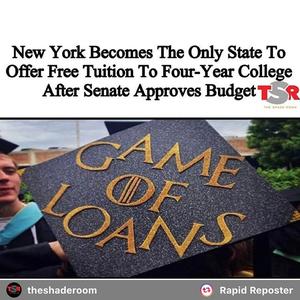 New York Becomes The Only State To
Offer Free Tuition To Four-Year College
After Senate Approves Budget
TSR
THE SHADE ROOM
GAME
OF
LOANS
TSR
theshaderoom
Rapid Reposter